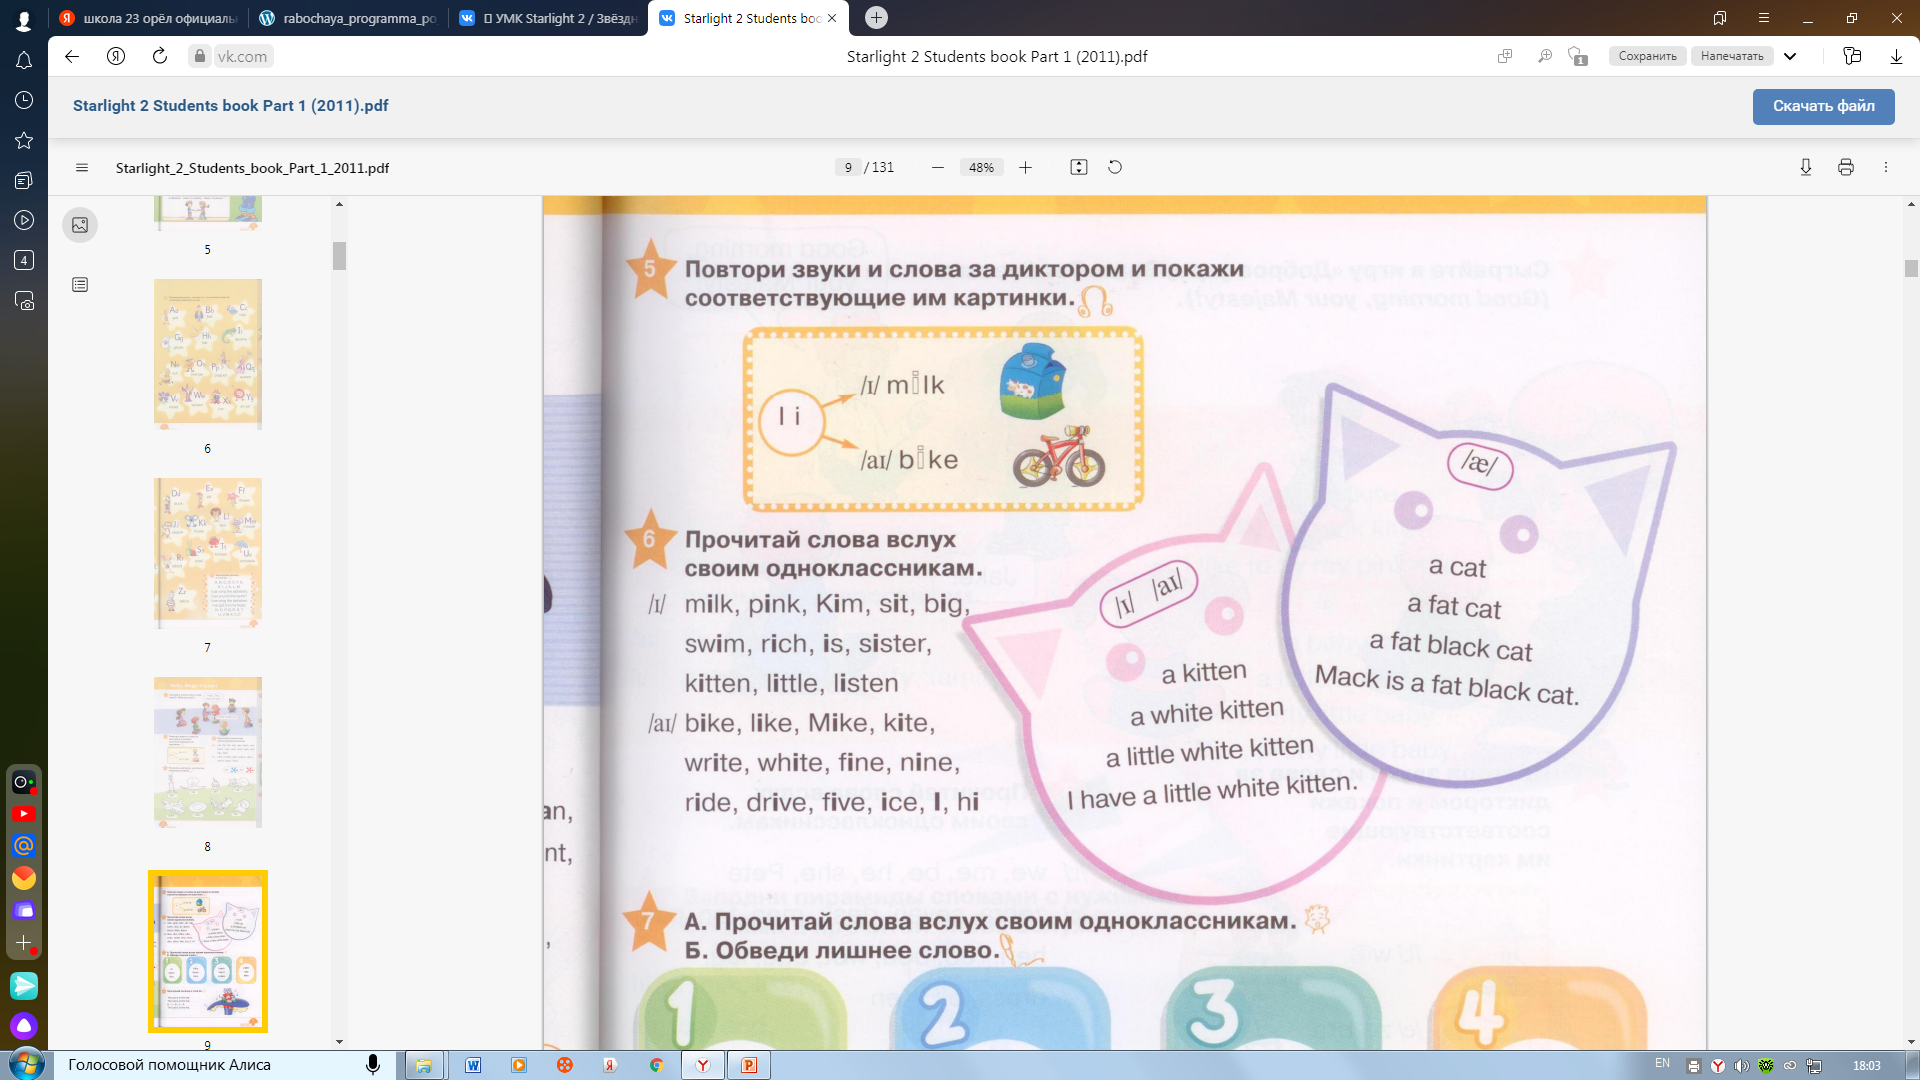 школа 23 орёл официаль
rabochaya_programma_po_
УМК Starlight 2 / Звёздн
Starlight 2 Students boo
vk.com
Starlight 2 Students book Part 1 (2011).pdf
1
Сохранить
Напечатать
Starlight 2 Students book Part 1 (2011).pdf
Скачать файл
Starlight_2_Students_book_Part_1_2011.pdf
9 / 131
48%
4
5
6
7
8
9
5 Повтори звуки и слова за диктором и покажи
соответствующие им картинки.
I i
/ɪ/ milk
/aɪ/ bike
6 Прочитай слова вслух
своим одноклассникам.
/ɪ/ milk, pink, Kim, sit, big,
swim, rich, is, sister,
kitten, little, listen
/aɪ/ bike, like, Mike, kite,
write, white, fine, nine,
ride, drive, five, ice, I, hi
/ɪ/ /aɪ/
a kitten
a white kitten
a little white kitten
I have a little white kitten.
/æ/
a cat
a fat cat
a fat black cat
Mack is a fat black cat.
an,
nt,
,
7 А. Прочитай слова вслух своим одноклассникам.
Б. Обведи лишнее слово.
1
2
3
4
Голосовой помощник Алиса
EN
18:03